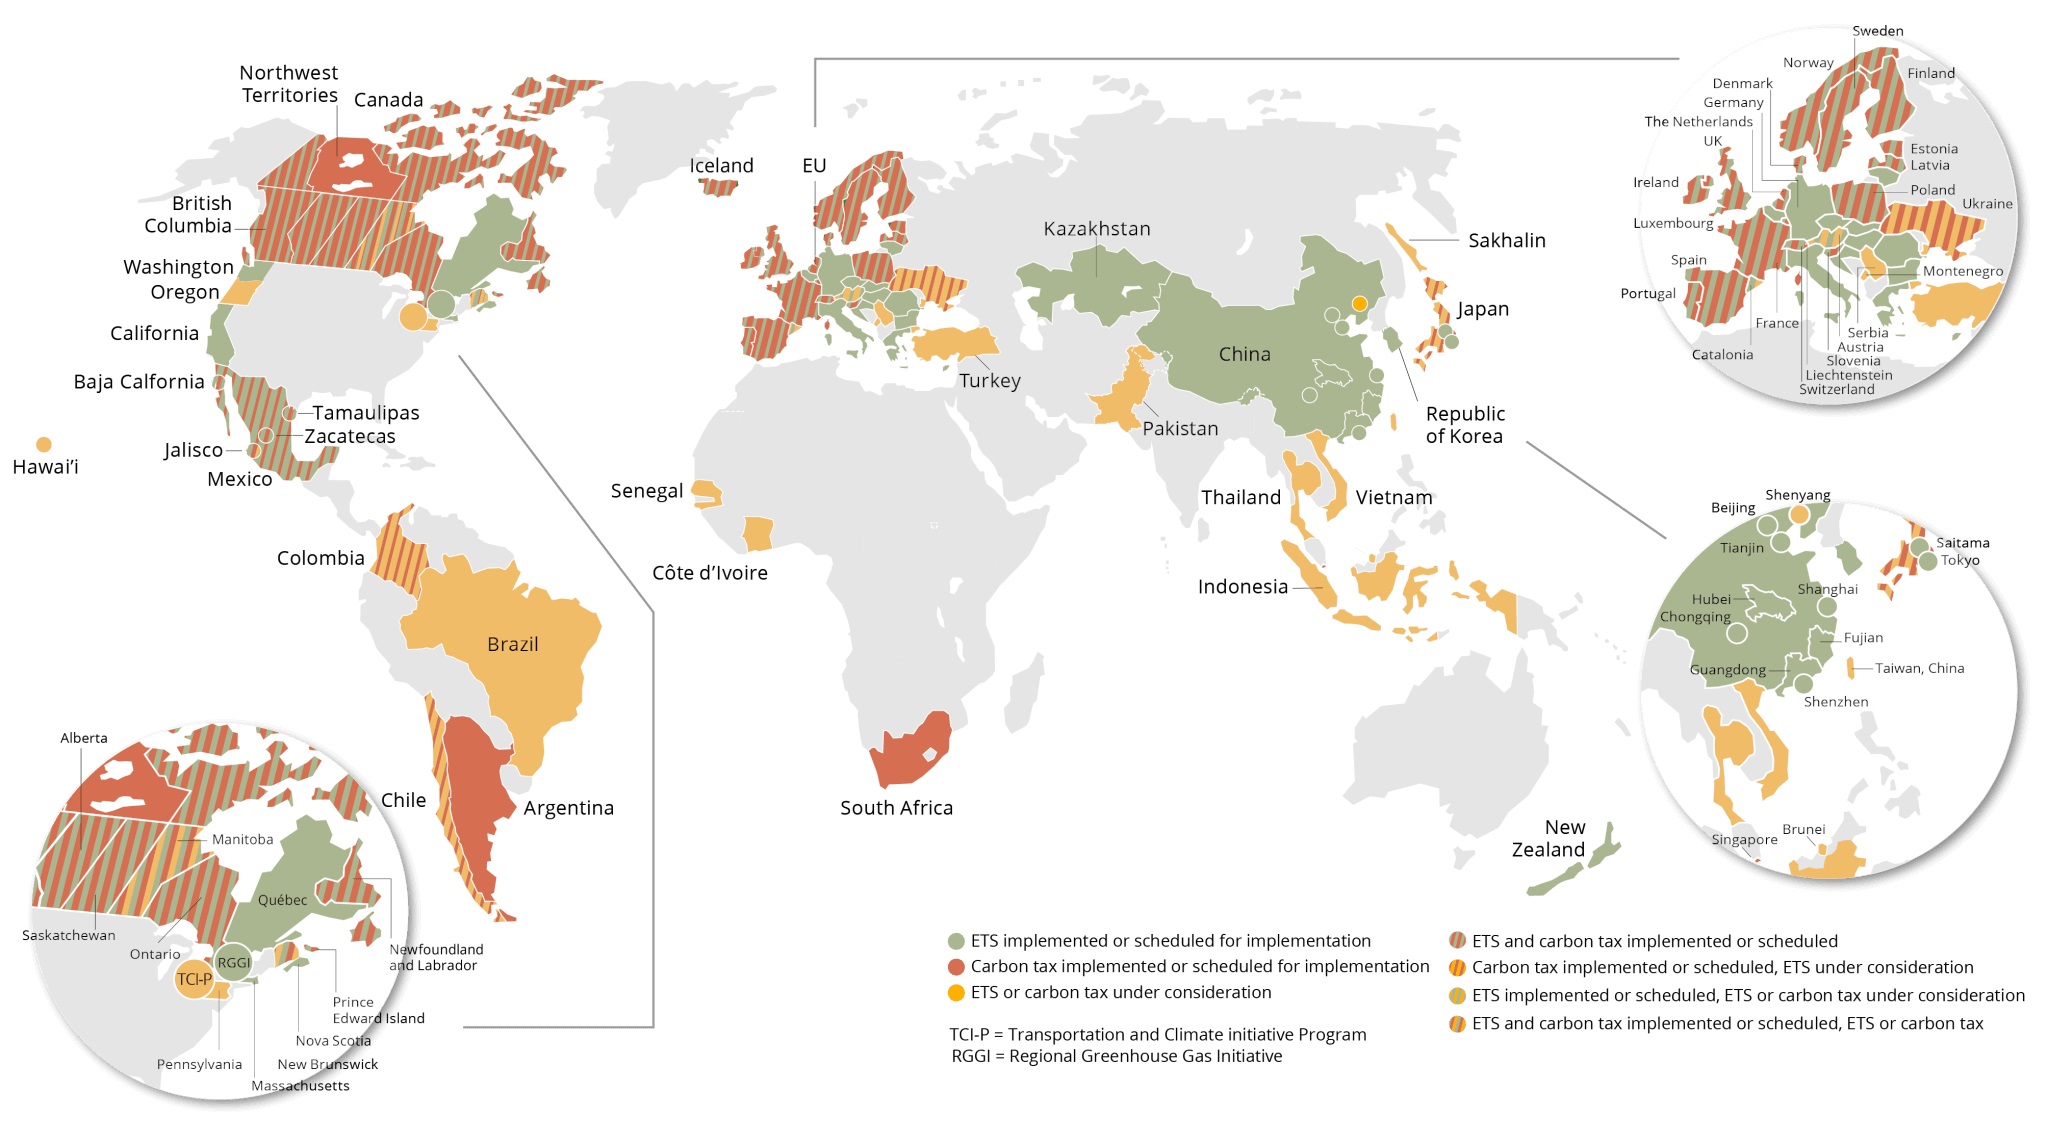 Northwest
Territories
Canada
British
Columbia
Washington
Oregon
California
Baja Calfornia
Tamaulipas
Zacatecas
Jalisco
Mexico
Hawai’i
Iceland
EU
Kazakhstan
Sakhalin
Japan
China
Turkey
Pakistan
Republic
of Korea
Senegal
Thailand
Vietnam
Côte d’Ivoire
Indonesia
Colombia
Brazil
Chile
Argentina
South Africa
New
Zealand
Sweden
Norway
Finland
Denmark
Germany
The Netherlands
UK
Estonia
Latvia
Ireland
Poland
Ukraine
Luxembourg
Spain
Montenegro
Portugal
France
Serbia
Austria
Catalonia
Slovenia
Liechtenstein
Switzerland
Shenyang
Beijing
Tianjin
Saitama
Tokyo
Shanghai
Hubei
Chongqing
Fujian
Guangdong
Taiwan, China
Shenzhen
Brunei
Singapore
Alberta
Manitoba
Québec
Saskatchewan
Ontario
RGGI
TCI-P
Newfoundland
and Labrador
Prince
Edward Island
Nova Scotia
Pennsylvania
New Brunswick
Massachusetts
ETS implemented or scheduled for implementation
Carbon tax implemented or scheduled for implementation
ETS or carbon tax under consideration
TCI-P = Transportation and Climate initiative Program
RGGI = Regional Greenhouse Gas Initiative
ETS and carbon tax implemented or scheduled
Carbon tax implemented or scheduled, ETS under consideration
ETS implemented or scheduled, ETS or carbon tax under consideration
ETS and carbon tax implemented or scheduled, ETS or carbon tax